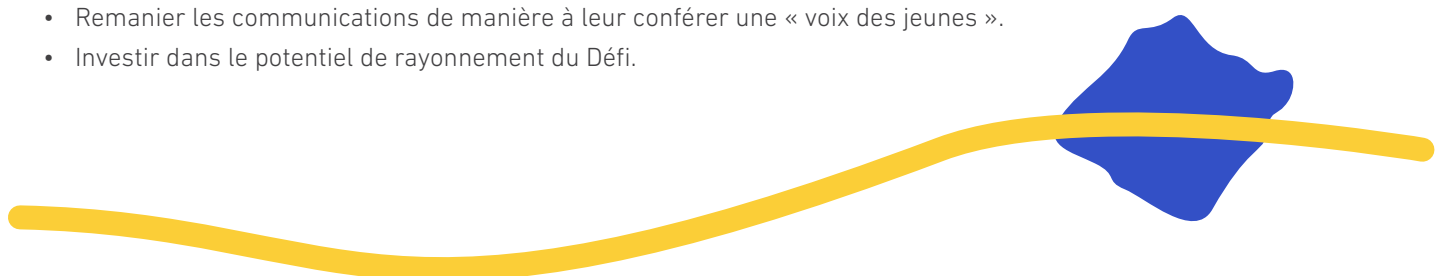 • Remanier les communications de manière à leur conférer une « voix des jeunes ».
• Investir dans le potentiel de rayonnement du Défi.